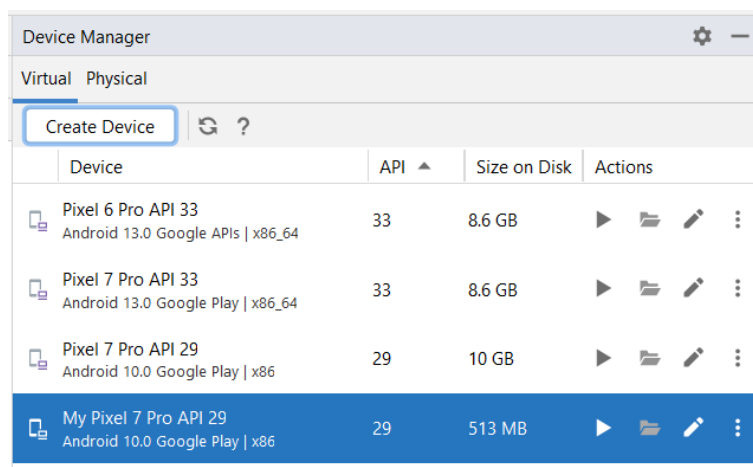 Device Manager
Virtual Physical
Create Device ?
Device API Size on Disk Actions
Pixel 6 Pro API 33
Android 13.0 Google APIs | x86_64
33 8.6 GB
Pixel 7 Pro API 33
Android 13.0 Google Play | x86_64
33 8.6 GB
Pixel 7 Pro API 29
Android 10.0 Google Play | x86
29 10 GB
My Pixel 7 Pro API 29
Android 10.0 Google Play | x86
29 513 MB